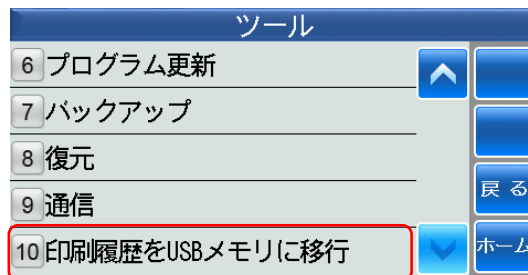 ツール
6 プログラム更新
7 バックアップ
8 復元
9 通信
戻る
10 印刷履歴をUSBメモリに移行
ホーム